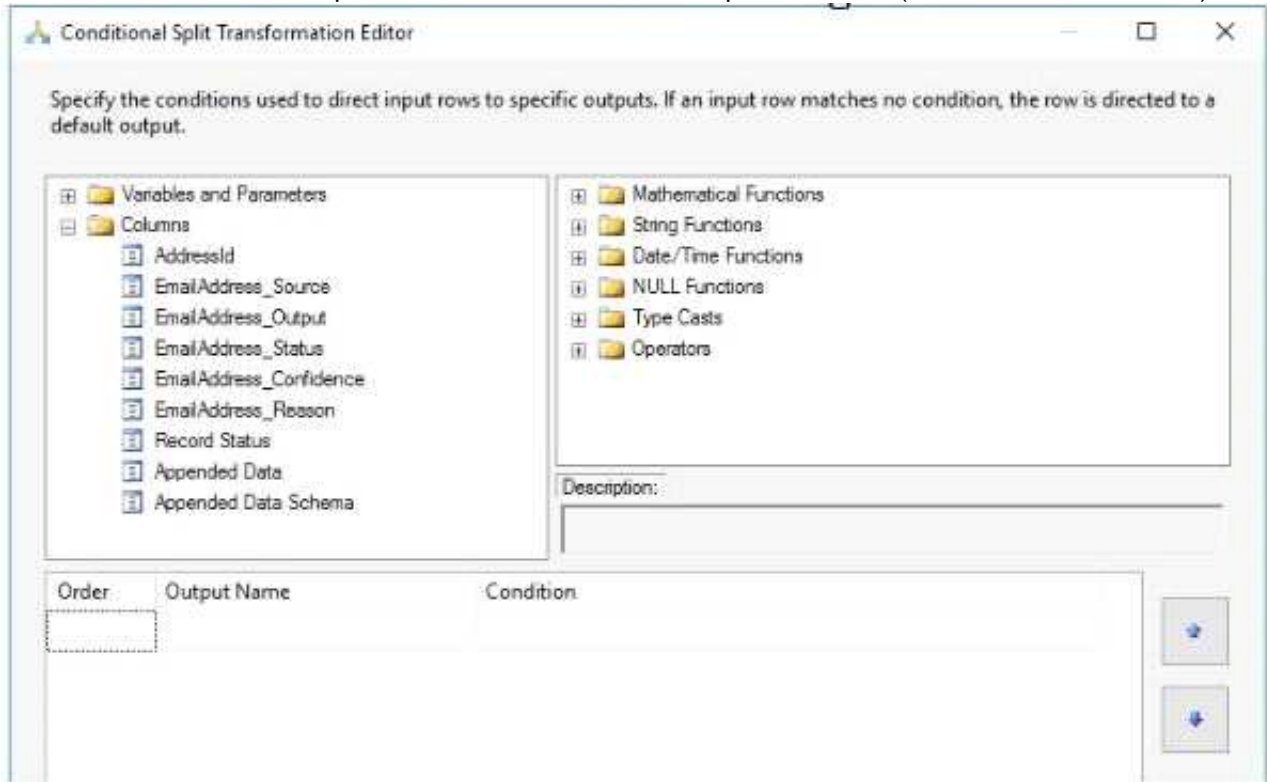 Conditional Split Transformation Editor
Specify the conditions used to direct input rows to specific outputs. If an input row matches no condition, the row is directed to a
default output.
Variables and Parameters
Columns
AddressId
EmailAddress_Source
EmailAddress_Output
EmailAddress_Status
EmailAddress_Confidence
EmailAddress_Reason
Record Status
Appended Data
Appended Data Schema
Mathematical Functions
String Functions
Date/Time Functions
NULL Functions
Type Casts
Operators
Description:
Order Output Name Condition